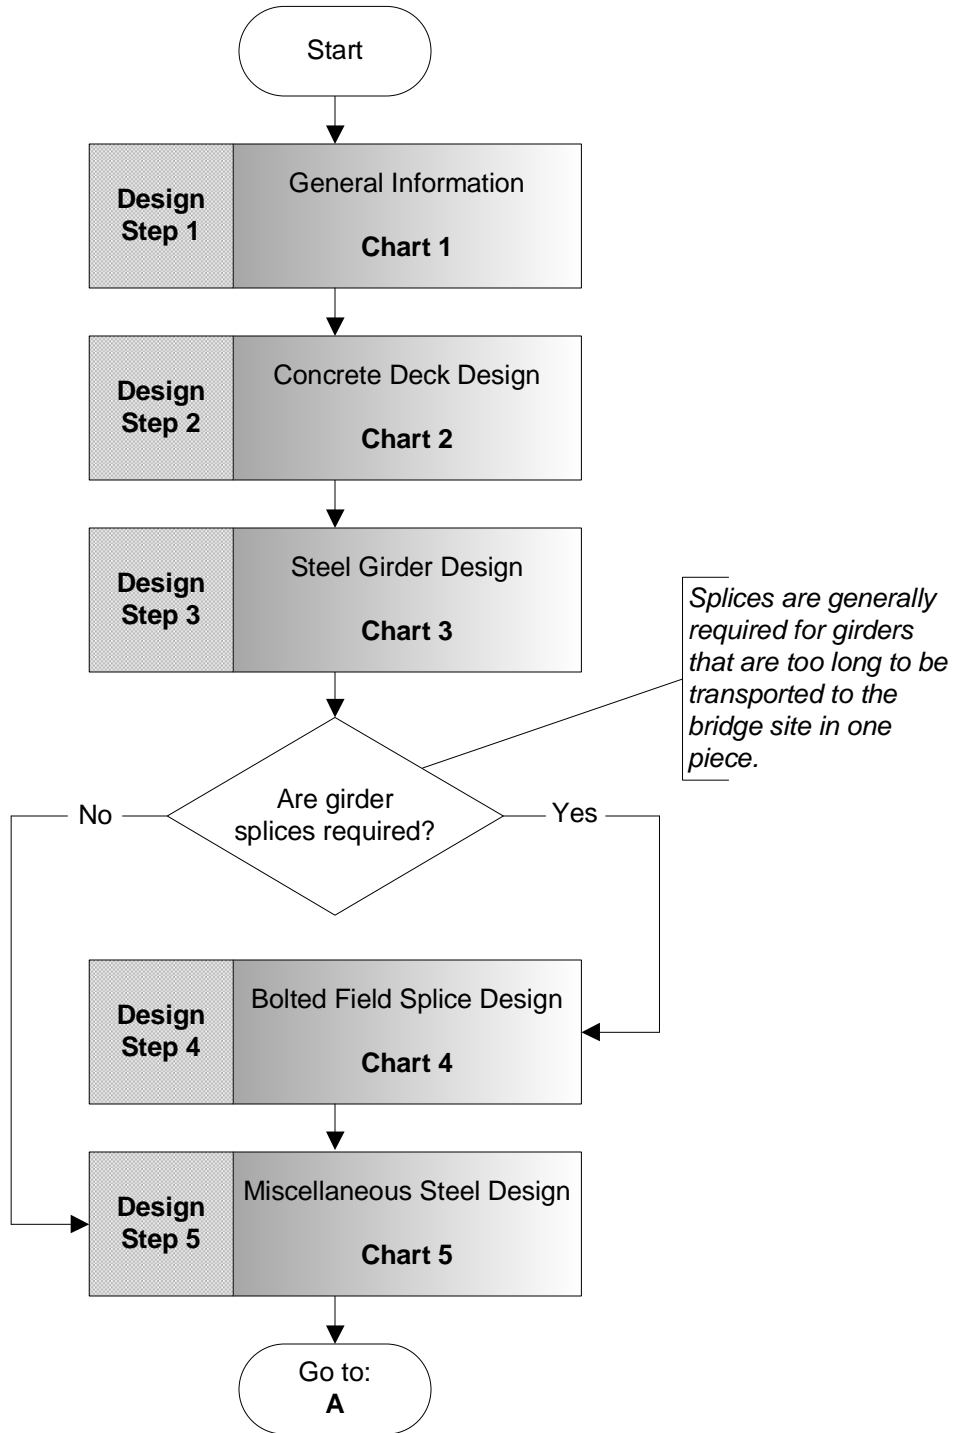 Start
Design
Step 1
General Information
Chart 1
Design
Step 2
Concrete Deck Design
Chart 2
Design
Step 3
Steel Girder Design
Chart 3
Splices are generally
required for girders
that are too long to be
transported to the
bridge site in one
piece.
Are girder
splices required?
No
Yes
Design
Step 4
Bolted Field Splice Design
Chart 4
Design
Step 5
Miscellaneous Steel Design
Chart 5
Go to:
A